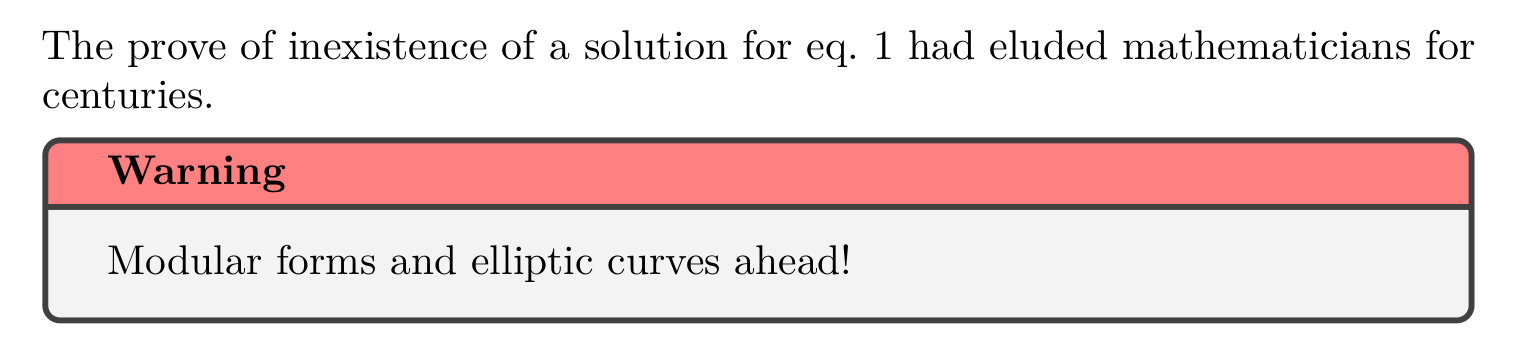 The prove of inexistence of a solution for eq. 1 had eluded mathematicians for
centuries.
Warning
Modular forms and elliptic curves ahead!